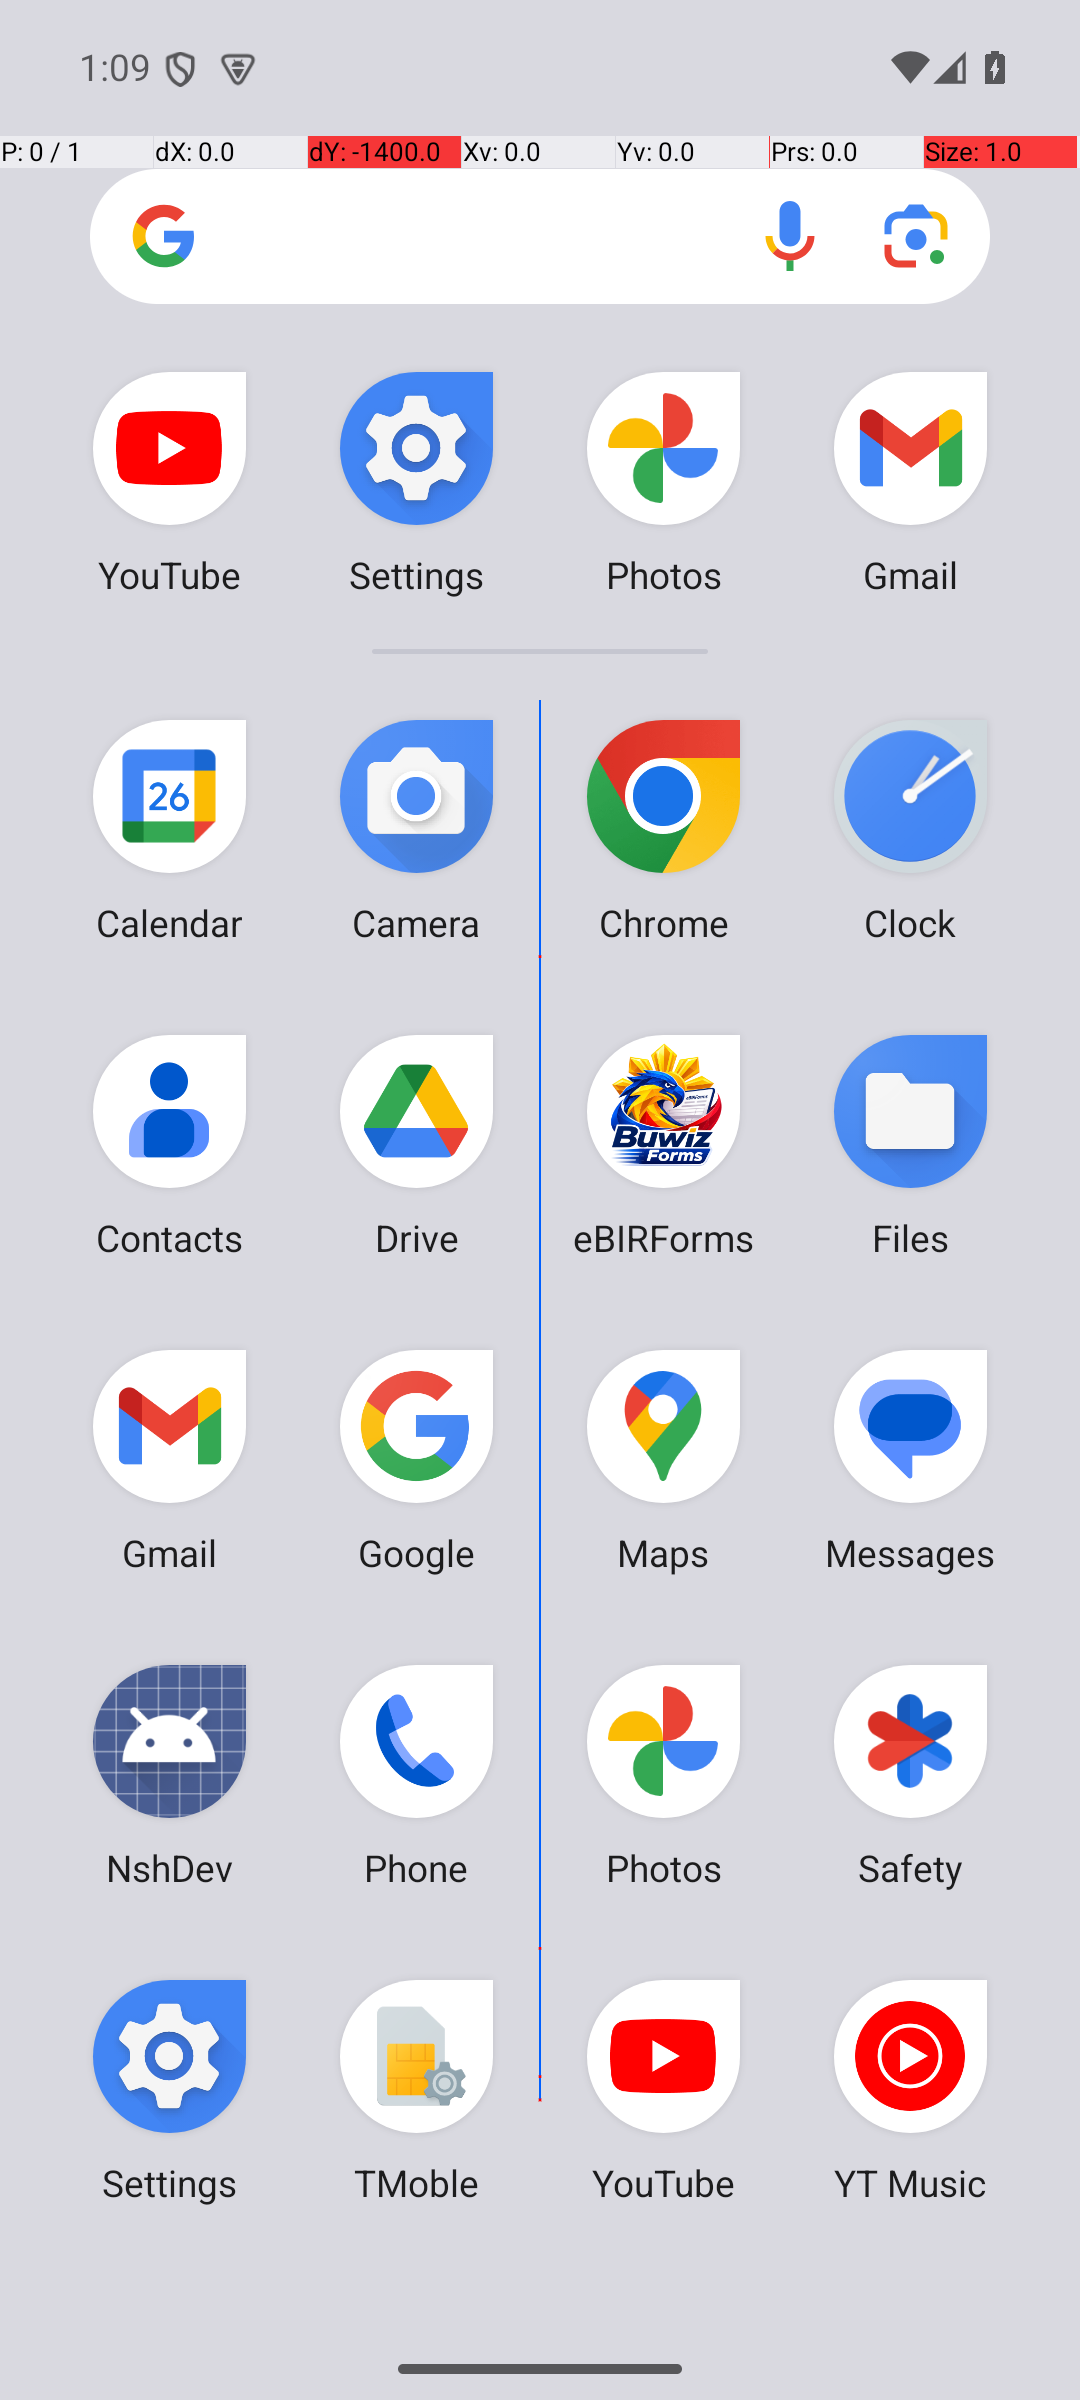 1:09
P: 0 / 1 dX: 0.0 dY: -1400.0 Xv: 0.0 Yv: 0.0 Prs: 0.0 Size: 1.0
YouTube Settings Photos Gmail
26
Calendar Camera Chrome Clock
Buwiz
Forms
Contacts Drive eBIRForms Files
Gmail Google Maps Messages
NshDev Phone Photos Safety
Settings TMoble YouTube YT Music